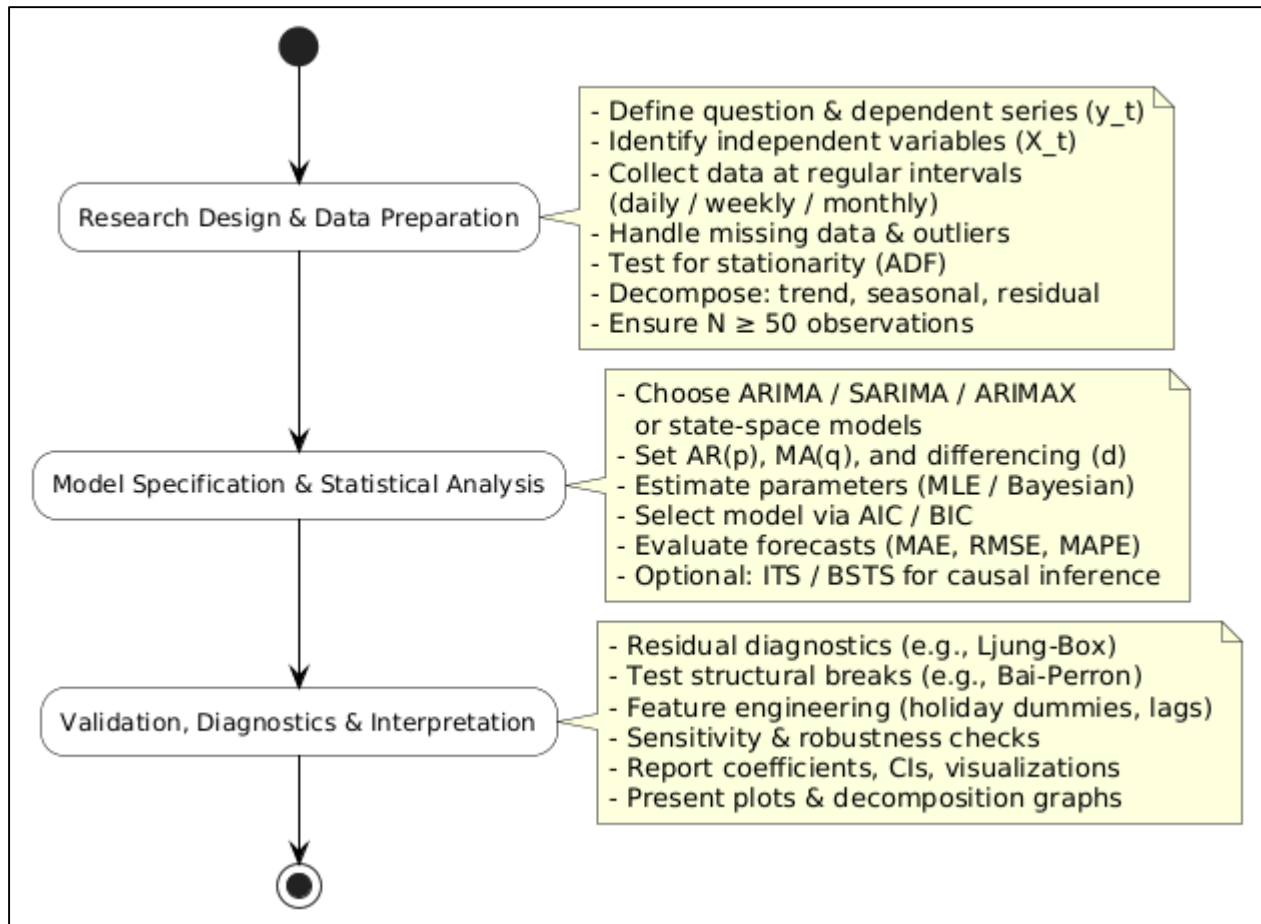 Research Design & Data Preparation
- Define question & dependent series (y_t)
- Identify independent variables (X_t)
- Collect data at regular intervals
(daily / weekly / monthly)
- Handle missing data & outliers
- Test for stationarity (ADF)
- Decompose: trend, seasonal, residual
- Ensure N ≥ 50 observations
Model Specification & Statistical Analysis
- Choose ARIMA / SARIMA / ARIMAX
or state-space models
- Set AR(p), MA(q), and differencing (d)
- Estimate parameters (MLE / Bayesian)
- Select model via AIC / BIC
- Evaluate forecasts (MAE, RMSE, MAPE)
- Optional: ITS / BSTS for causal inference
Validation, Diagnostics & Interpretation
- Residual diagnostics (e.g., Ljung-Box)
- Test structural breaks (e.g., Bai-Perron)
- Feature engineering (holiday dummies, lags)
- Sensitivity & robustness checks
- Report coefficients, CIs, visualizations
- Present plots & decomposition graphs